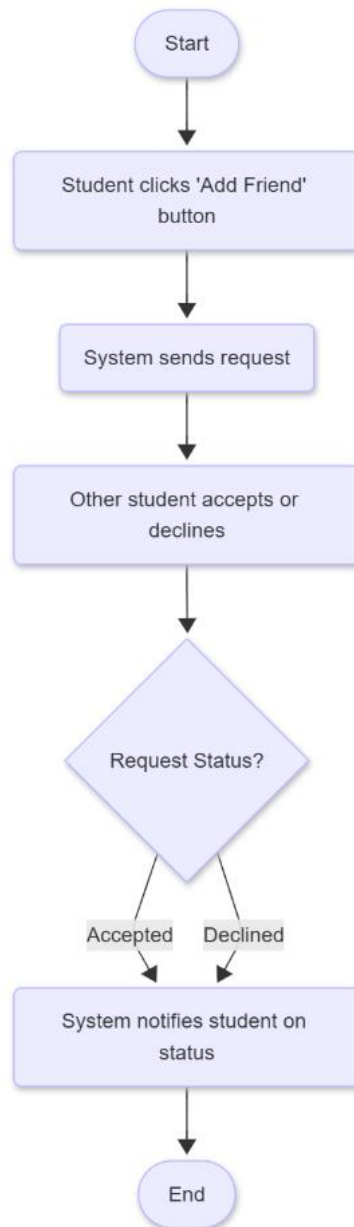 Start
Student clicks 'Add Friend'
button
System sends request
Other student accepts or
declines
Request Status?
Accepted
Declined
System notifies student on
status
End